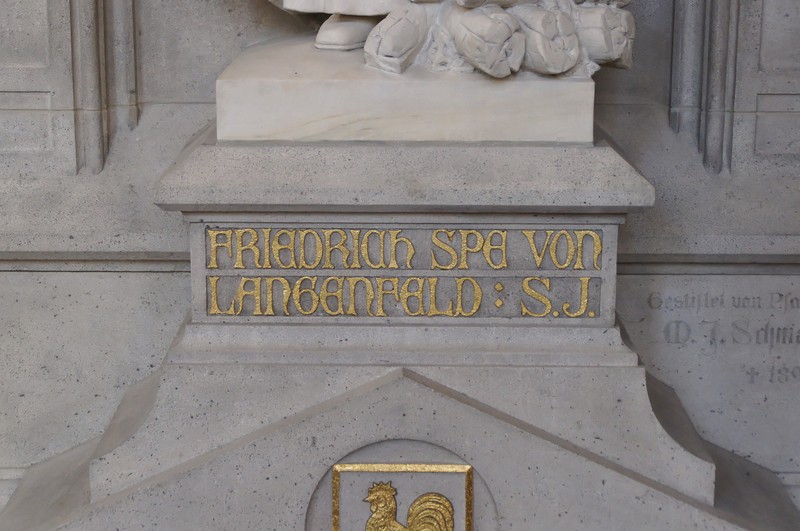 FRIEDRICH SPE VON
LANGENFELD : S.J.
Gestiftet von
M. J.